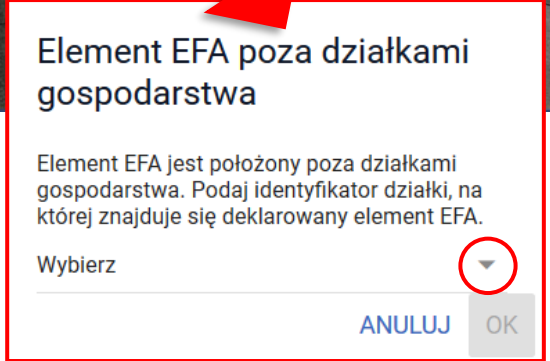 Element EFA poza działkami
gospodarstwa
Element EFA jest położony poza działkami
gospodarstwa. Podaj identyfikator działki, na
której znajduje się deklarowany element EFA.
Wybierz
ANULUJ OK